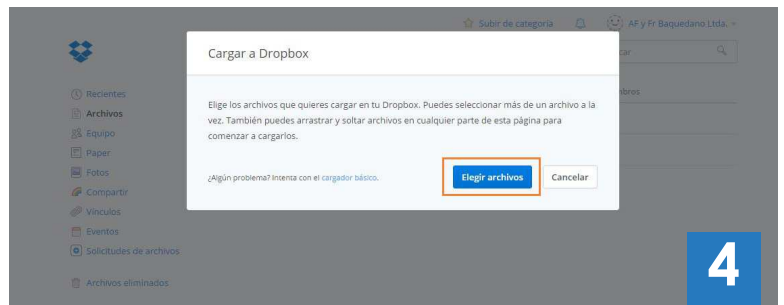 Subir de categoría
AF y Fr Baquedano Ltda.
Cargar a Dropbox
car
Recientes
mbros
Archivos
Elige los archivos que quieres cargar en tu Dropbox. Puedes seleccionar más de un archivo a la
vez. También puedes arrastrar y soltar archivos en cualquier parte de esta página para
comenzar a cargarlos.
Equipo
Paper
Fotos
¿Algún problema? Intenta con el cargador básico.
Elegir archivos
Cancelar
Compartir
Vínculos
Eventos
Solicitudes de archivos
Archivos eliminados
4